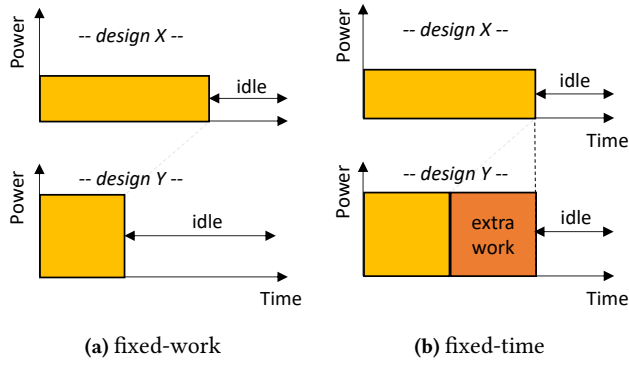 Power
-- design X --
idle
Power
-- design Y --
idle
Time
(a) fixed-work
Power
-- design X --
idle
Time
Power
-- design Y --
extra
work
idle
Time
(b) fixed-time